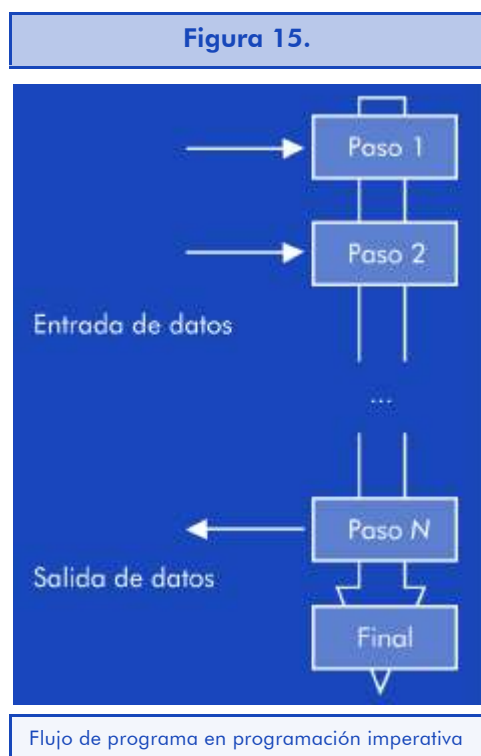 Figura 15.
Paso 1
Paso 2
Entrada de datos
...
Paso N
Salida de datos
Final
Flujo de programa en programación imperativa